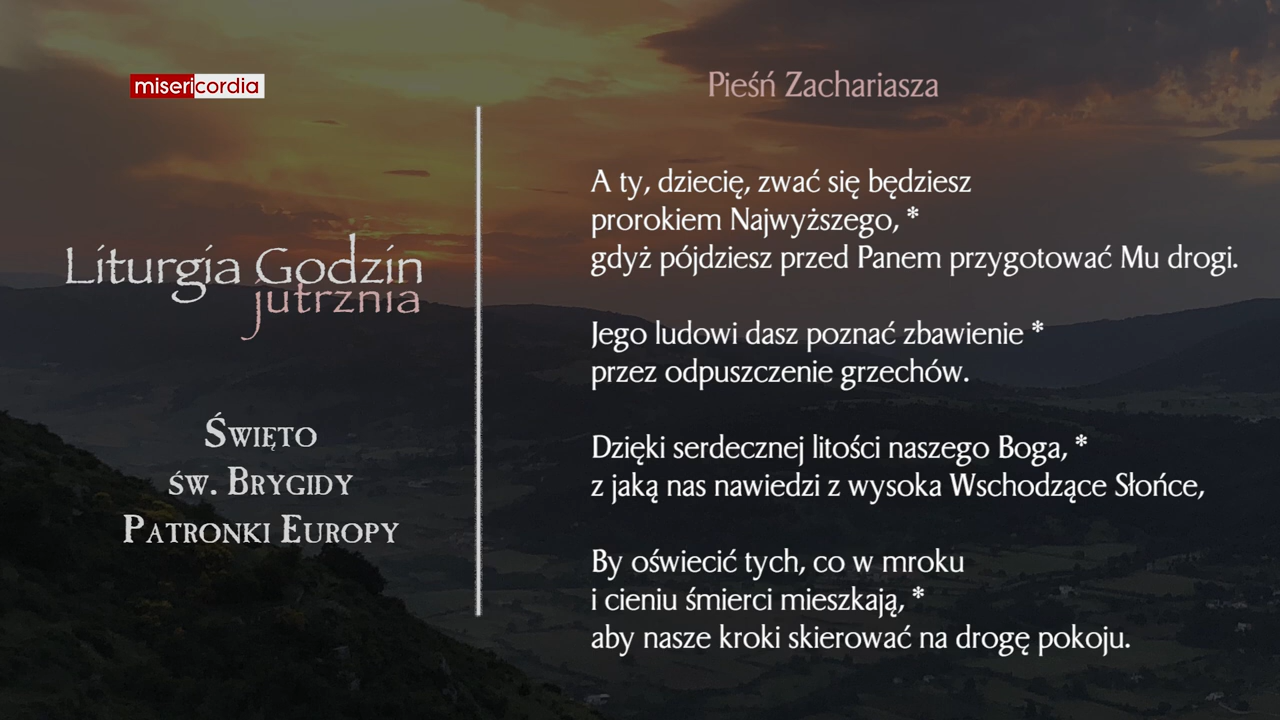 misericordia
Liturgia Godzin
jutrznia
Święto
św. Brygidy
Patronki Europy
Pieśń Zachariasza
A ty, dziecię, zwać się będziesz
prorokiem Najwyższego, *
gdyż pójdziesz przed Panem przygotować Mu drogi.
Jego ludowi dasz poznać zbawienie *
przez odpuszczenie grzechów.
Dzięki serdecznej litości naszego Boga, *
z jaką nas nawiedzi z wysoka Wschodzące Słońce,
By oświecić tych, co w mroku
i cieniu śmierci mieszkają, *
aby nasze kroki skierować na drogę pokoju.